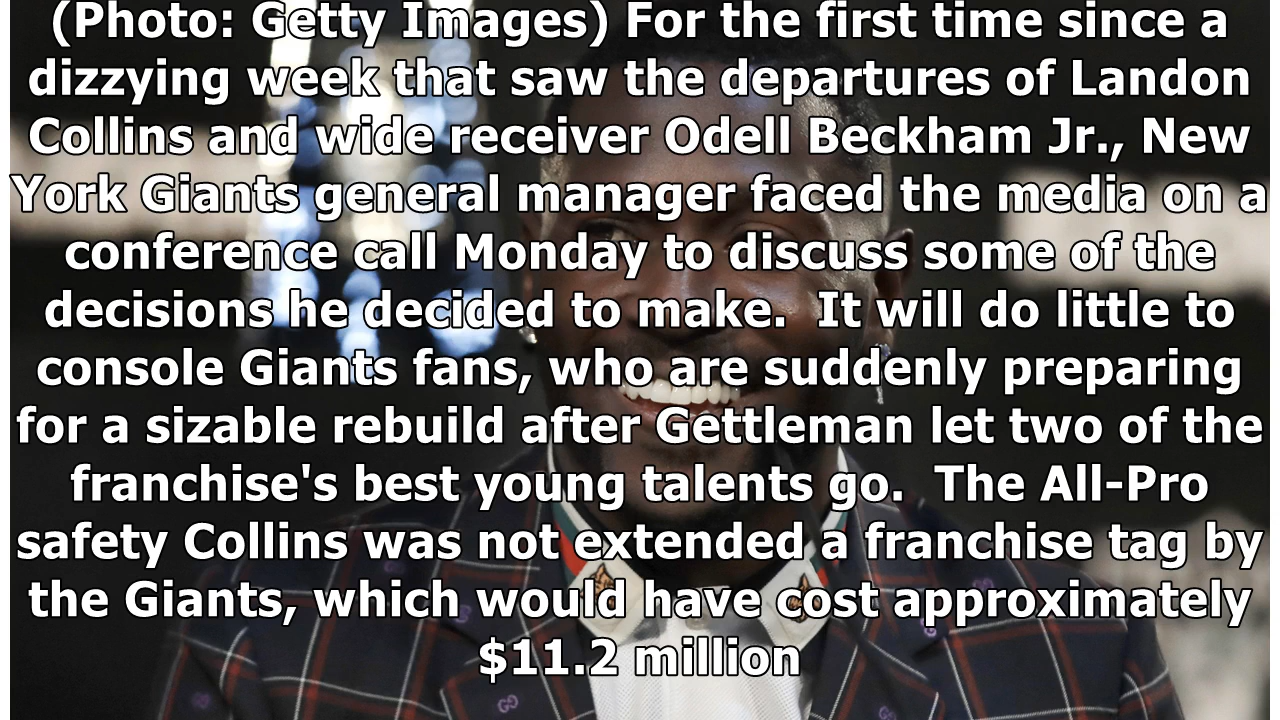 (Photo: Getty Images) For the first time since a
dizzying week that saw the departures of Landon
Collins and wide receiver Odell Beckham Jr., New
York Giants general manager faced the media on a
conference call Monday to discuss some of the
decisions he decided to make.  It will do little to
console Giants fans, who are suddenly preparing
for a sizable rebuild after Gettleman let two of the
franchise's best young talents go.  The All-Pro
safety Collins was not extended a franchise tag by
the Giants, which would have cost approximately
$11.2 million